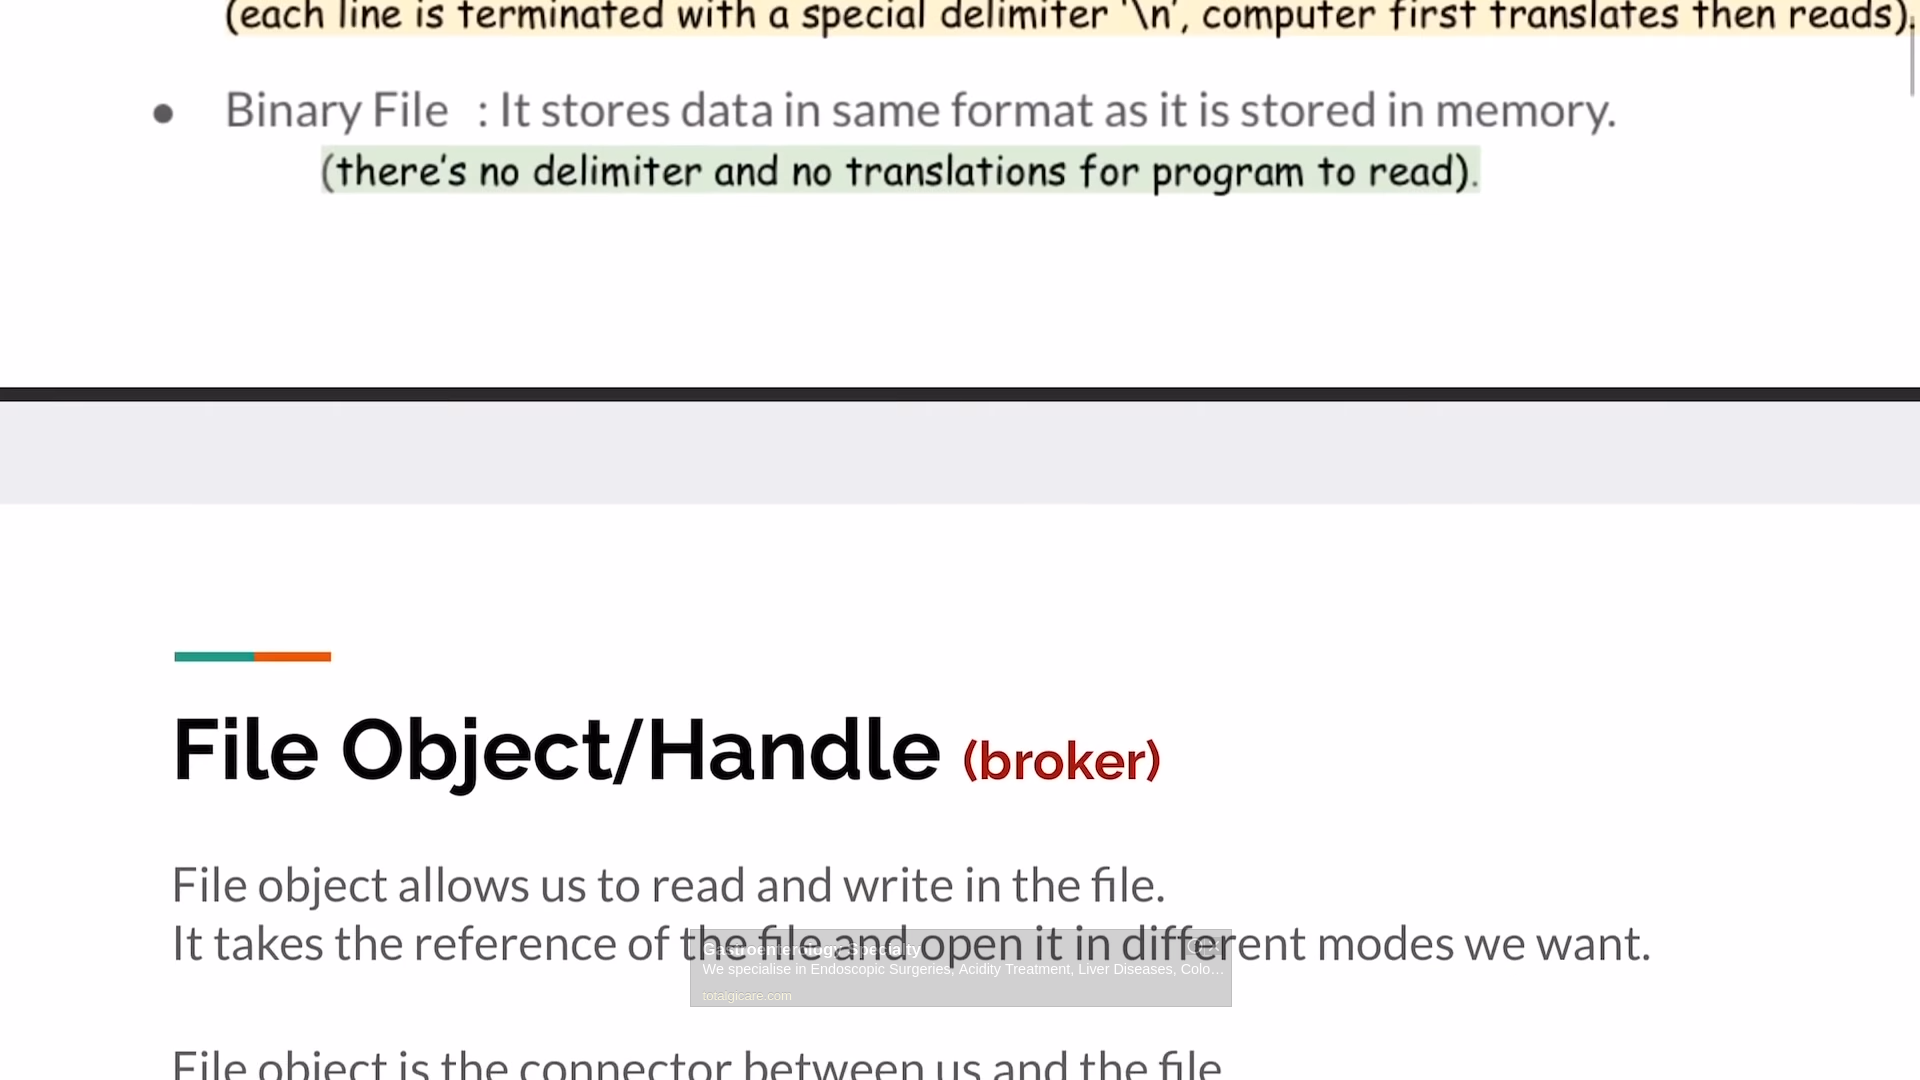 (each line is terminated with a special delimiter '\n', computer first translates then reads).
● Binary File : It stores data in same format as it is stored in memory.
(there's no delimiter and no translations for program to read).
File Object/Handle (broker)
File object allows us to read and write in the file.
It takes the reference of the file and open it in different modes we want.
Gastroenterology Specialty
We specialise in Endoscopic Surgeries, Acidity Treatment, Liver Diseases, Colo...
totalgicare.com
File object is the connector between us and the file